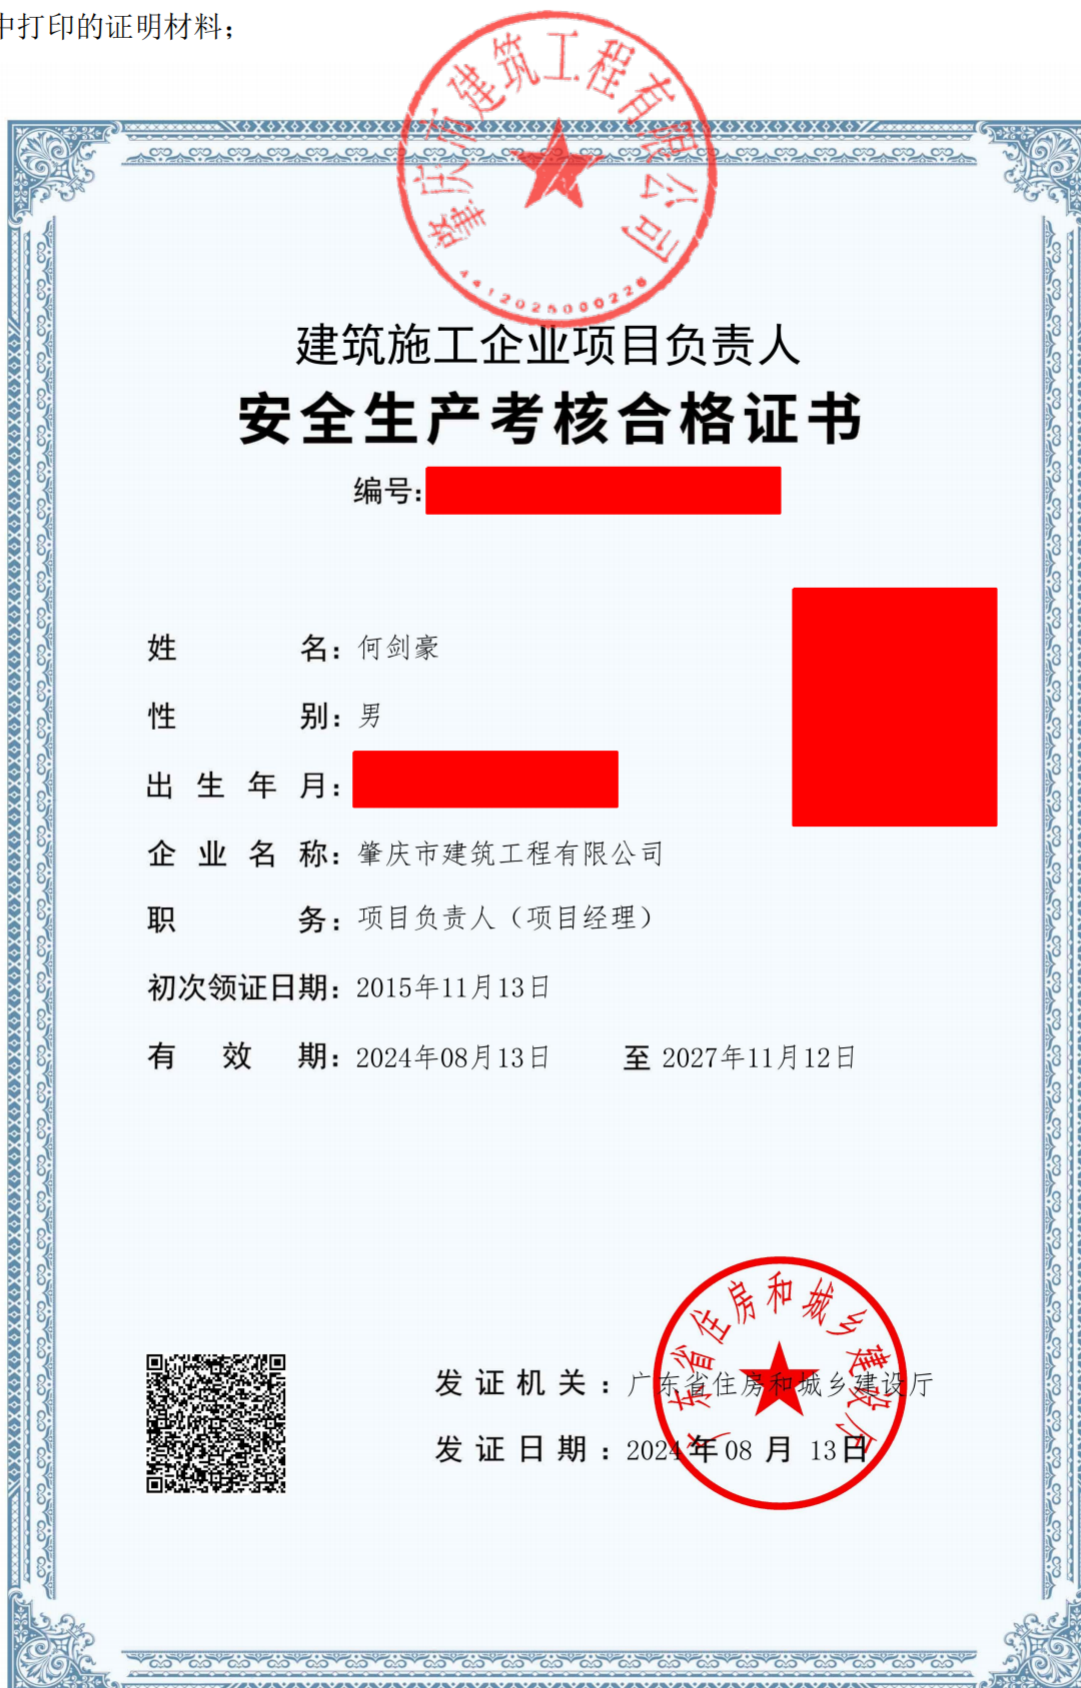 中打印的证明材料；
肇庆市建筑工程有限公司
4412025000226
建筑施工企业项目负责人
安全生产考核合格证书
编号：
姓名：何剑豪
性别：男
出生年月：
企业名称：肇庆市建筑工程有限公司
职务：项目负责人（项目经理）
初次领证日期：2015年11月13日
有效期：2024年08月13日 至 2027年11月12日
广东省住房和城乡建设厅
发证机关：广东省住房和城乡建设厅
发证日期：2024年08月13日